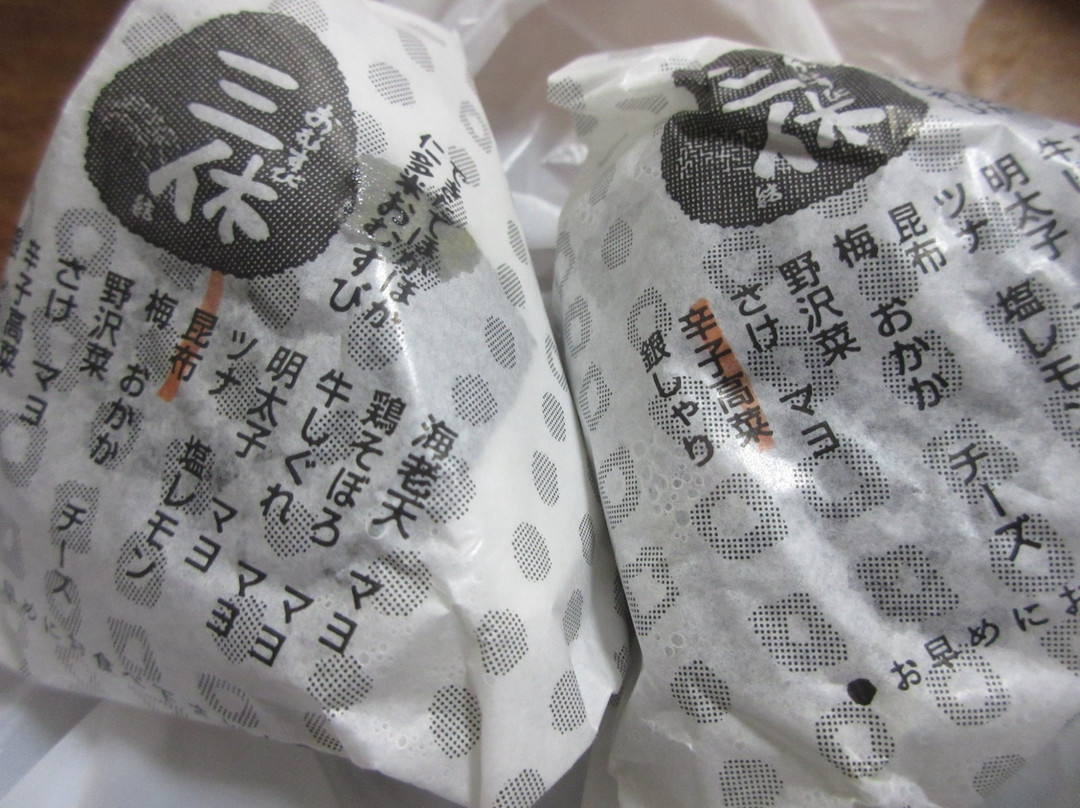 三休
おむすび
仁多米おむすび
海老天 マヨ
鶏そぼろ マヨ
牛しぐれ マヨ
明太子 マヨ
ツナ 塩レモン
昆布
梅 おかか
野沢菜 チーズ
さけ マヨ
辛子高菜
三休
明太子 塩レモン
ツナ
昆布 チーズ
梅 おかか
野沢菜
さけ マヨ
辛子高菜
銀しゃり
お早めにお